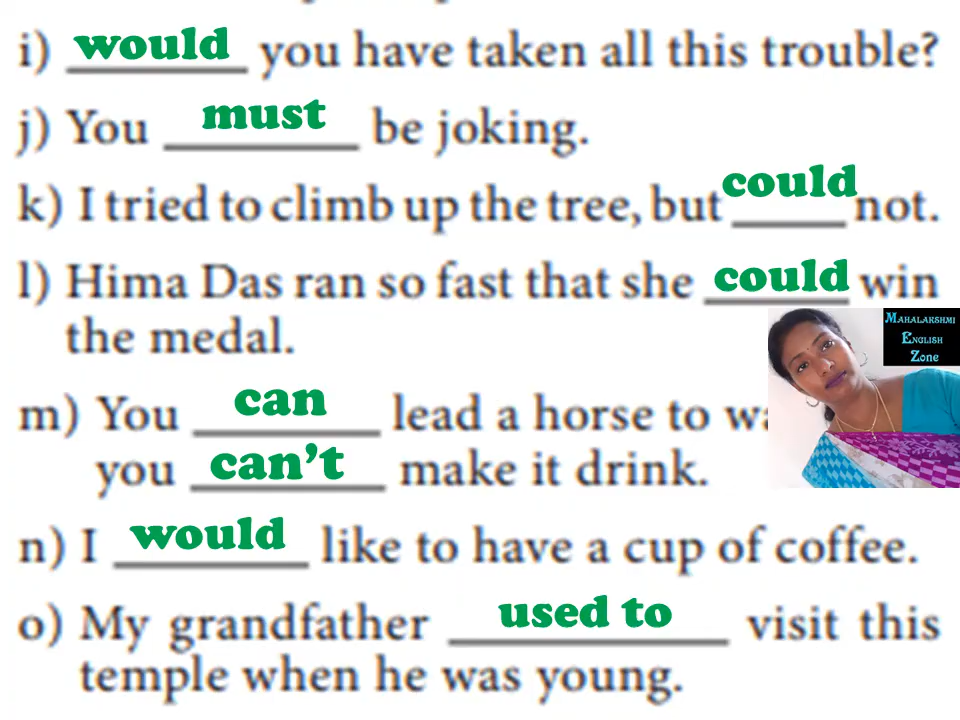 i) would you have taken all this trouble?
j) You must be joking.
k) I tried to climb up the tree, but could not.
l) Hima Das ran so fast that she could win
the medal.
MAHALAKSHMI
ENGLISH
ZONE
m) You can lead a horse to
you can't make it drink.
n) I would like to have a cup of coffee.
o) My grandfather used to visit this
temple when he was young.